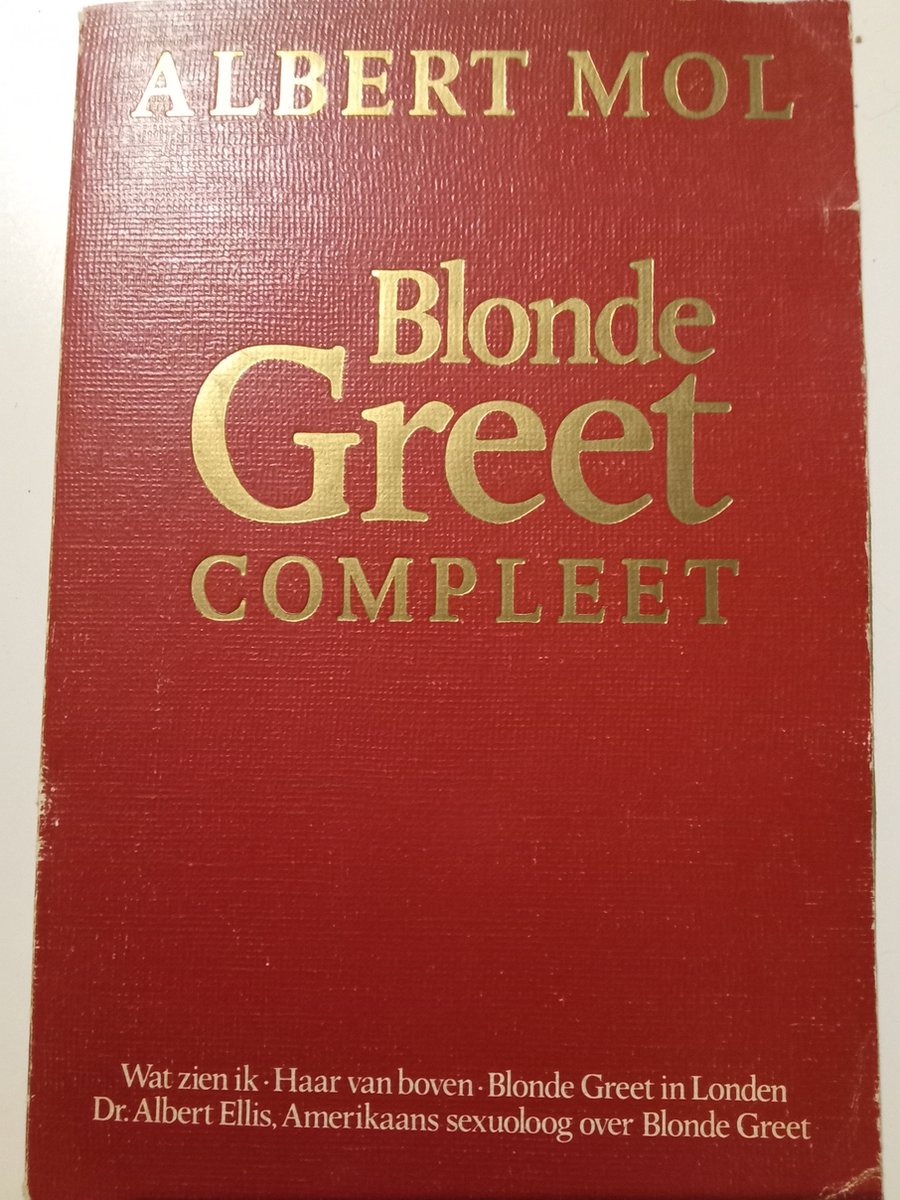 ALBERT MOL
Blonde
Greet
COMPLEET
Wat zien ik · Haar van boven · Blonde Greet in Londen
Dr. Albert Ellis, Amerikaans sexuoloog over Blonde Greet